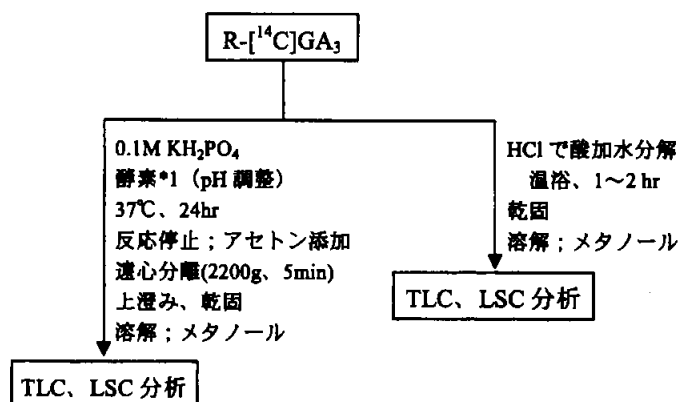 R-[¹⁴C]GA₃
0.1M KH₂PO₄
酵素*1（pH 調整）
37℃、24hr
反応停止；アセトン添加
遠心分離(2200g、5min)
上澄み、乾固
溶解；メタノール
TLC、LSC 分析
HCl で酸加水分解
温浴、1～2 hr
乾固
溶解；メタノール
TLC、LSC 分析